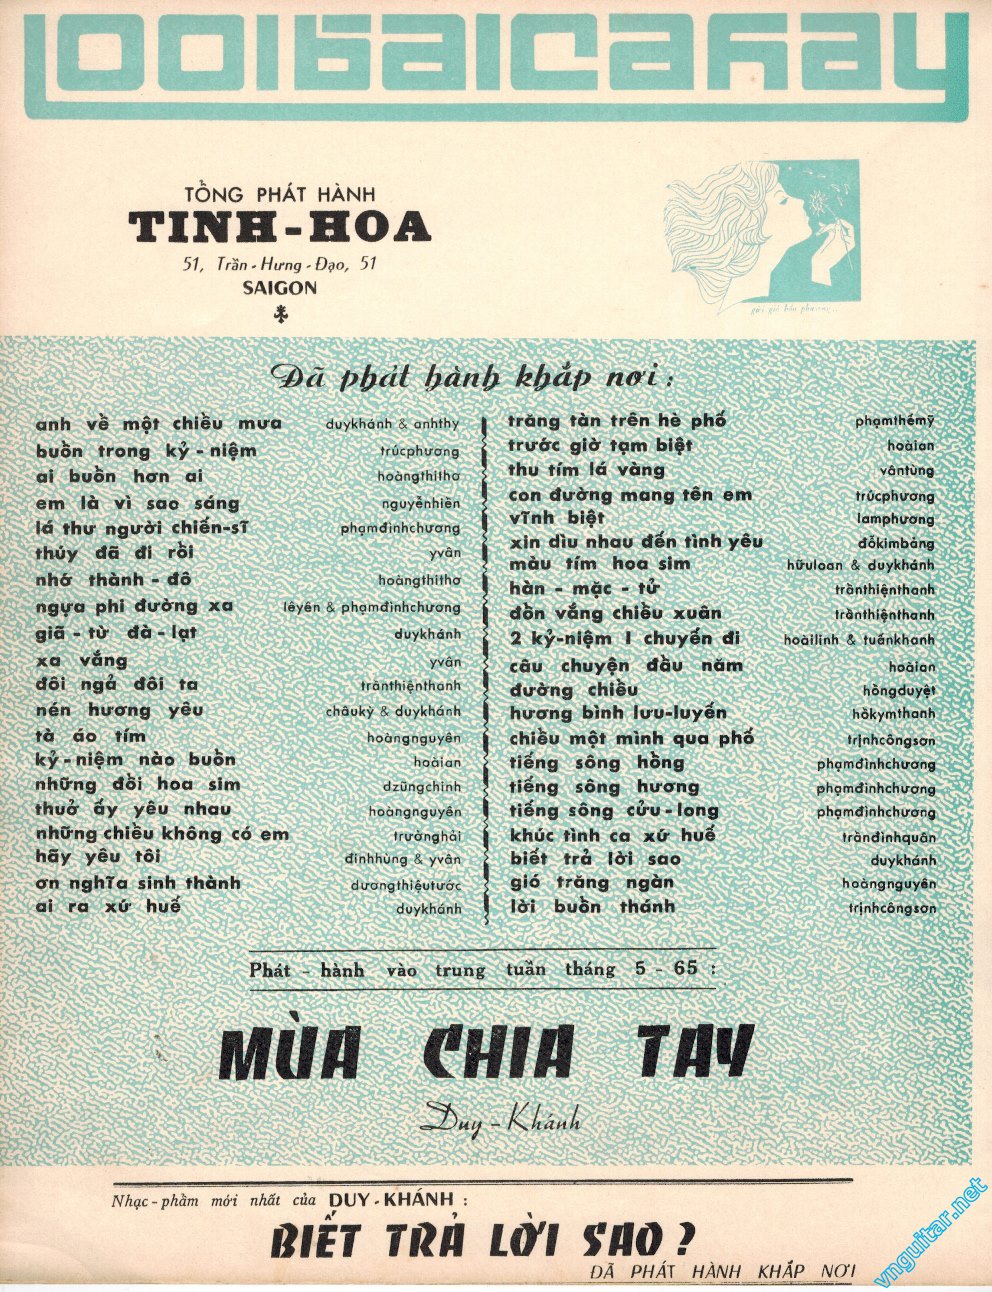 1001bàicahay
TỔNG PHÁT HÀNH
TINH-HOA
51, Trần-Hưng-Đạo, 51
SAIGON
gửi gió bốn phương...
Đã phát hành khắp nơi :
anh về một chiều mưa duykhánh & anhthy
buồn trong kỷ-niệm trúcphương
ai buồn hơn ai hoàngthithơ
em là vì sao sáng nguyễnhiền
lá thư người chiến-sĩ phạmđìnhchương
thúy đã đi rồi yvân
nhớ thành-đô hoàngthithơ
ngựa phi đường xa lêyên & phạmđìnhchương
giã-từ đà-lạt duykhánh
xa vắng yvân
đôi ngả đôi ta trầnthiệnthanh
nén hương yêu châukỳ & duykhánh
tà áo tím hoàngnguyên
kỷ-niệm nào buồn hoàian
những đồi hoa sim dzũngchinh
thuở ấy yêu nhau hoàngnguyên
những chiều không có em trườnghải
hãy yêu tôi đinhhùng & yvân
ơn nghĩa sinh thành dươngthiệutước
ai ra xứ huế duykhánh
trăng tàn trên hè phố phạmthếmỹ
trước giờ tạm biệt hoàian
thu tím lá vàng vântùng
con đường mang tên em trúcphương
vĩnh biệt lamphương
xin dìu nhau đến tình yêu đỗkimbảng
màu tím hoa sim hữuloan & duykhánh
hàn-mặc-tử trầnthiệnthanh
đồn vắng chiều xuân trầnthiệnthanh
2 kỷ-niệm 1 chuyến đi hoàilinh & tuấnkhanh
câu chuyện đầu năm hoàian
đường chiều hồngduyệt
hương bình lưu-luyến hồkymthanh
chiều một mình qua phố trịnhcôngsơn
tiếng sông hồng phạmđìnhchương
tiếng sông hương phạmđìnhchương
tiếng sông cửu-long phạmđìnhchương
khúc tình ca xứ huế trầnđìnhquân
biết trả lời sao duykhánh
gió trăng ngàn hoàngnguyên
lời buồn thánh trịnhcôngsơn
Phát-hành vào trung tuần tháng 5-65 :
MÙA CHIA TAY
Duy-Khánh
Nhạc-phẩm mới nhất của DUY-KHÁNH :
BIẾT TRẢ LỜI SAO ?
ĐÃ PHÁT HÀNH KHẮP NƠI
vnguitar.net